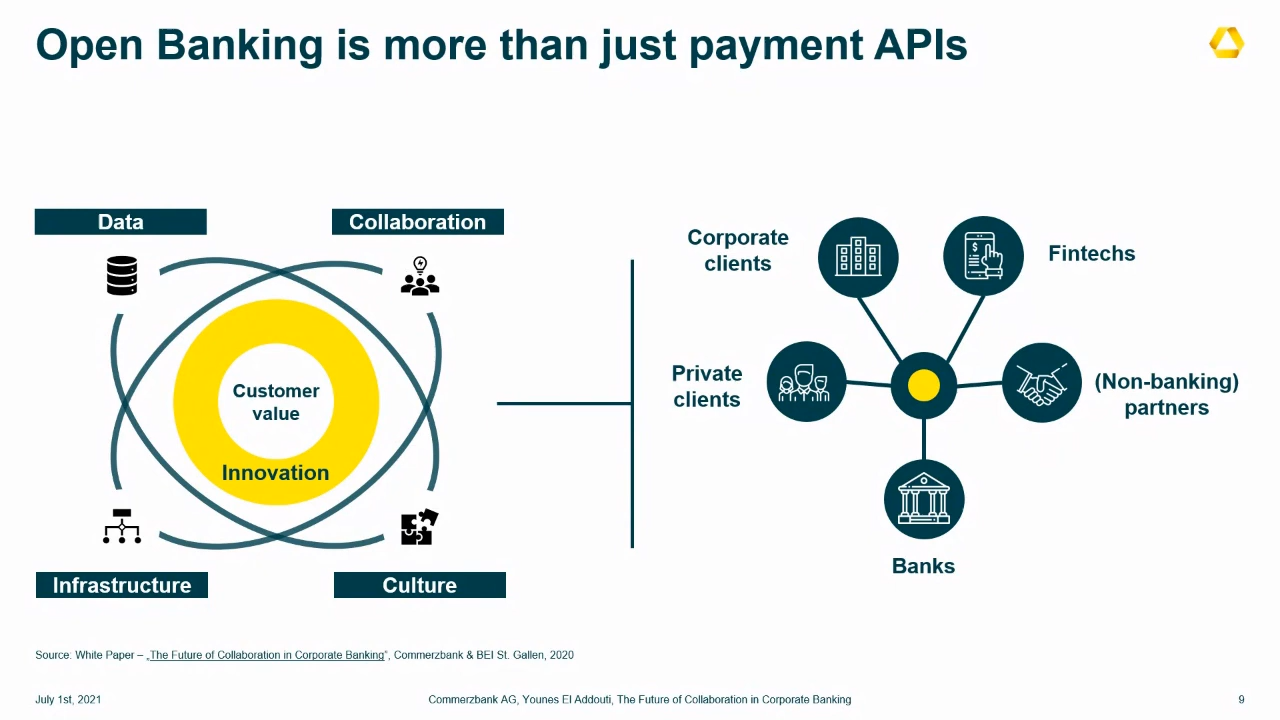 Open Banking is more than just payment APIs
Data
Collaboration
Customer
value
Innovation
Infrastructure
Culture
Corporate
clients
Fintechs
$
Private
clients
(Non-banking)
partners
Banks
Source: White Paper – „The Future of Collaboration in Corporate Banking“, Commerzbank & BEI St. Gallen, 2020
July 1st, 2021
Commerzbank AG, Younes El Addouti, The Future of Collaboration in Corporate Banking
9